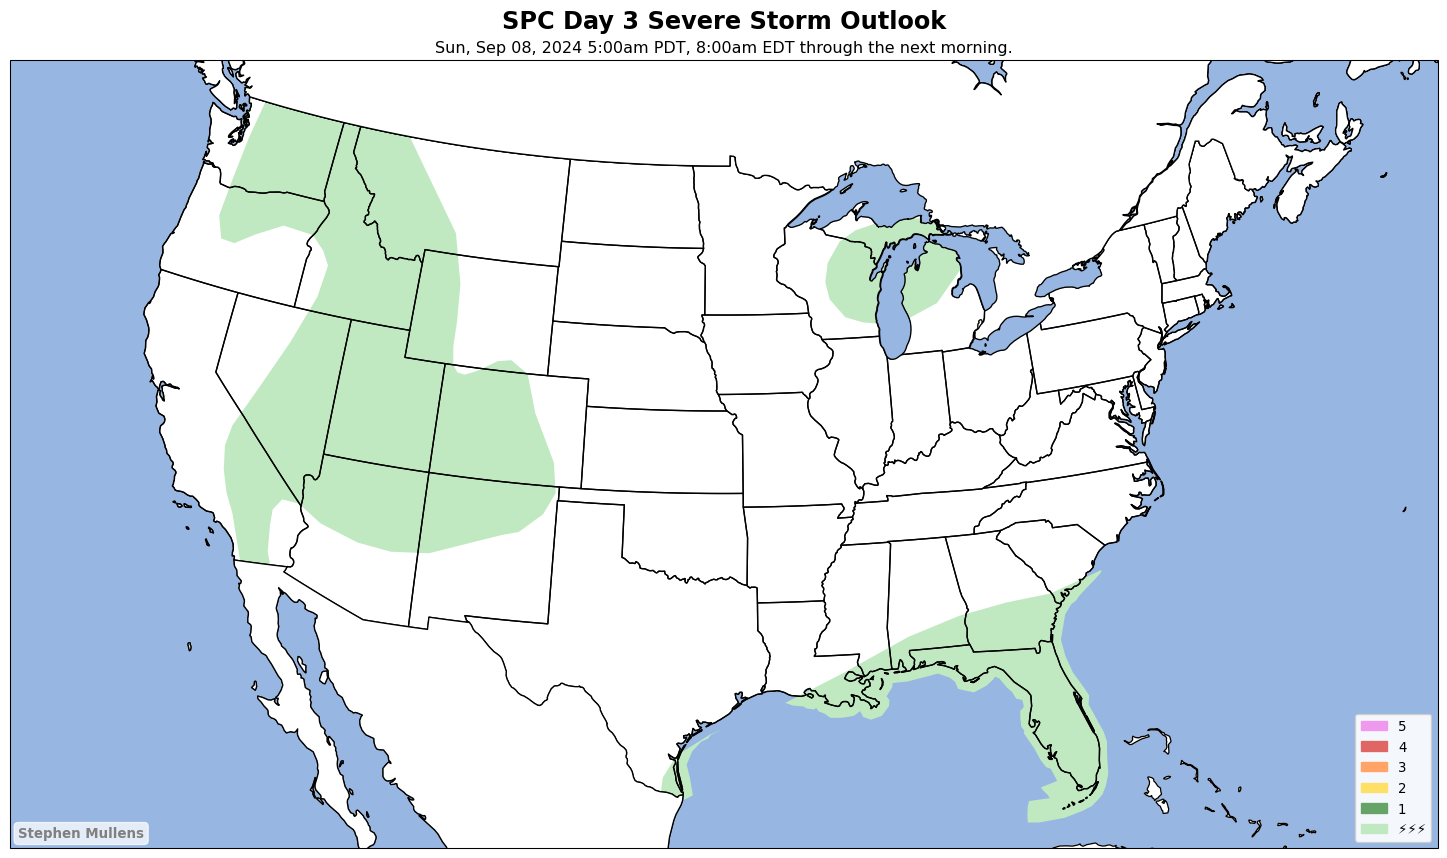 SPC Day 3 Severe Storm Outlook
Sun, Sep 08, 2024 5:00am PDT, 8:00am EDT through the next morning.
5
4
3
2
1
⚡⚡⚡
Stephen Mullens